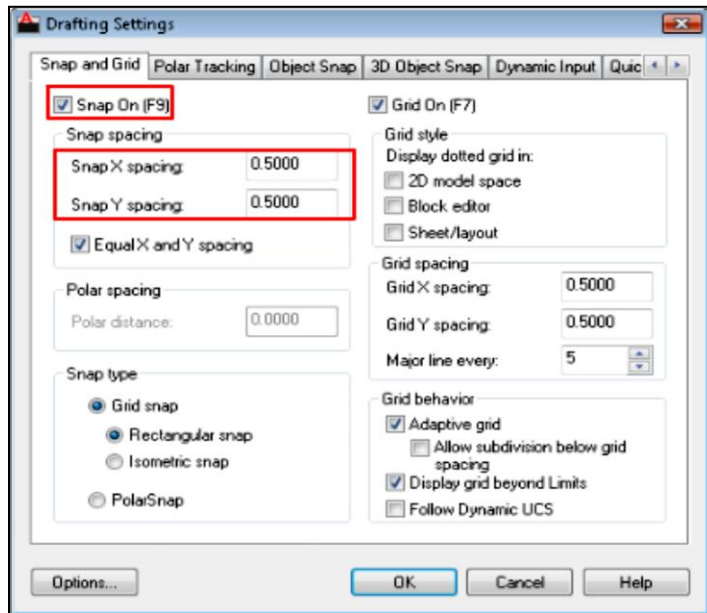 Drafting Settings
Snap and Grid Polar Tracking Object Snap 3D Object Snap Dynamic Input Quic
Snap On (F9)
Snap spacing
Snap X spacing: 0.5000
Snap Y spacing: 0.5000
Equal X and Y spacing
Polar spacing
Polar distance: 0.0000
Snap type
Grid snap
Rectangular snap
Isometric snap
PolarSnap
Grid On (F7)
Grid style
Display dotted grid in:
2D model space
Block editor
Sheet/layout
Grid spacing
Grid X spacing: 0.5000
Grid Y spacing: 0.5000
Major line every: 5
Grid behavior
Adaptive grid
Allow subdivision below grid
spacing
Display grid beyond Limits
Follow Dynamic UCS
Options... OK Cancel Help